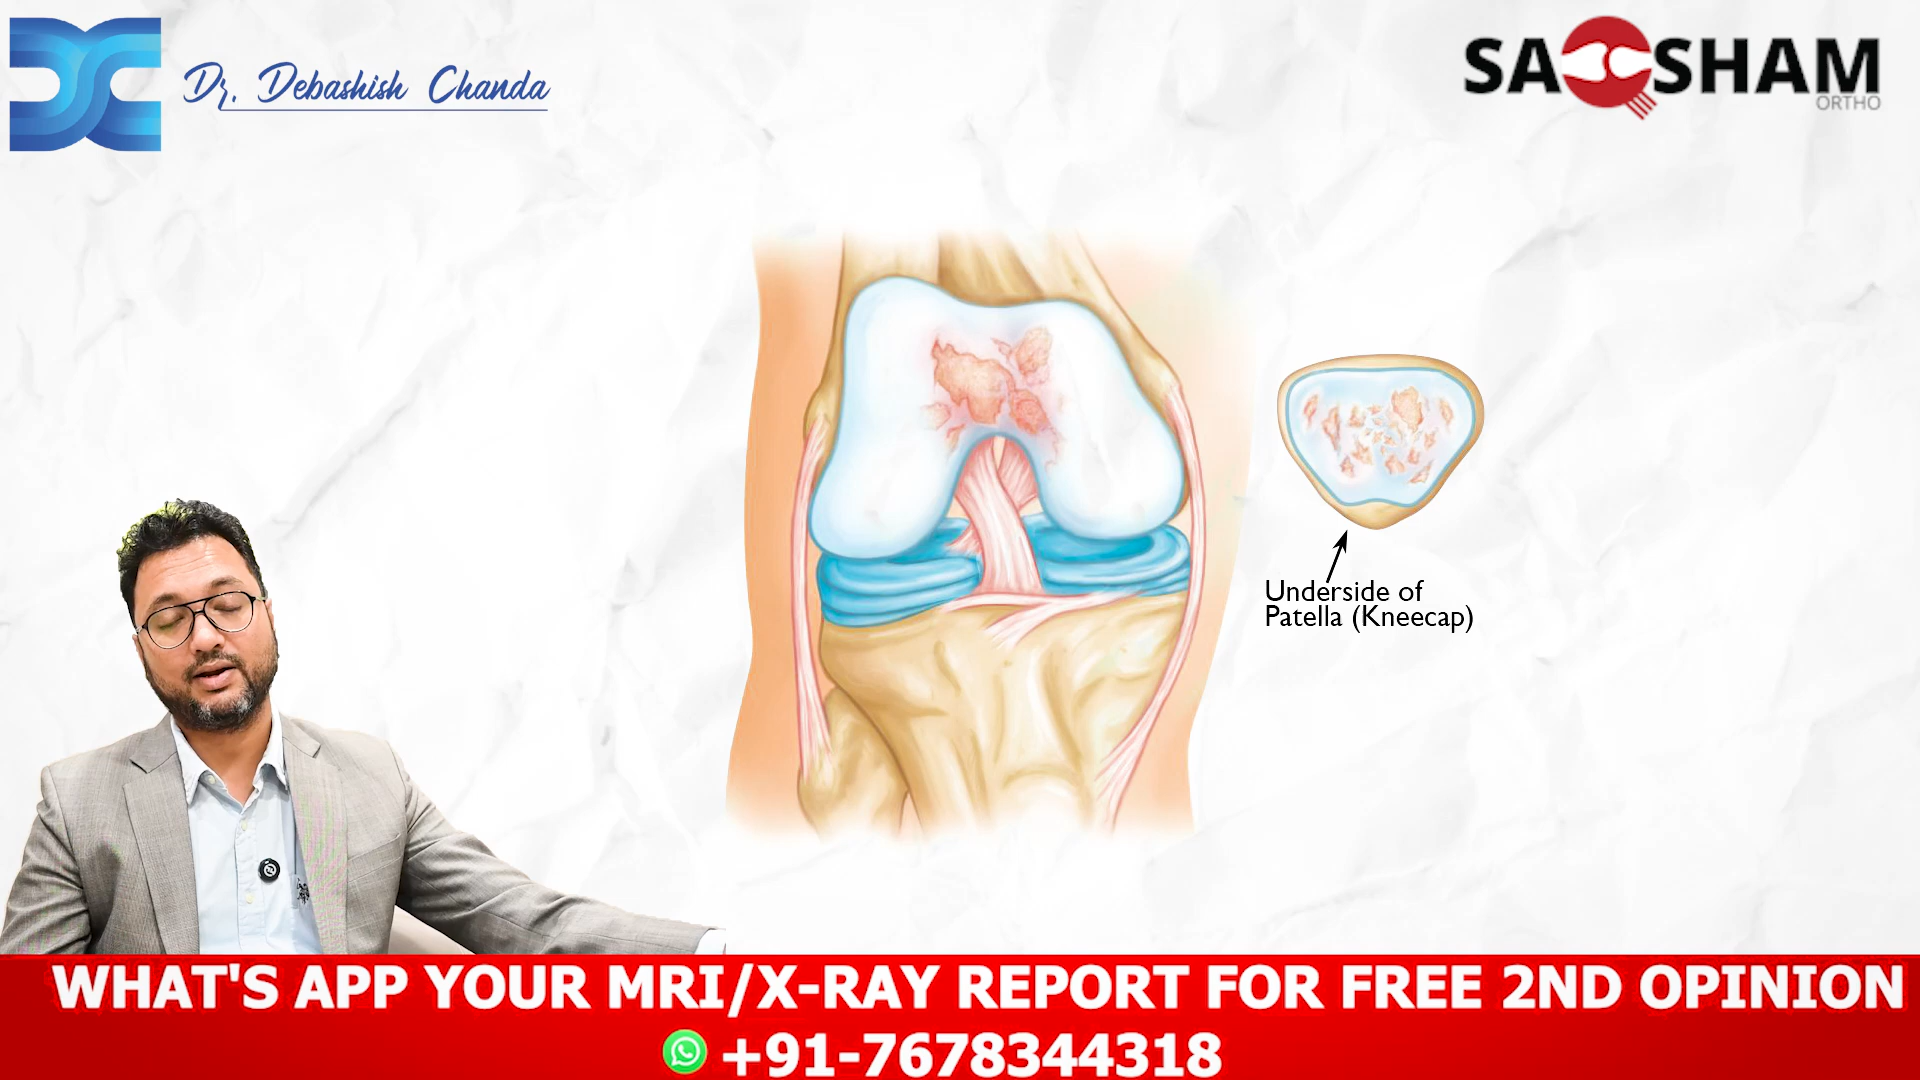 Dr. Debashish Chanda
SAKSHAM
ORTHO
Underside of
Patella (Kneecap)
WHAT'S APP YOUR MRI/X-RAY REPORT FOR FREE 2ND OPINION
+91-7678344318